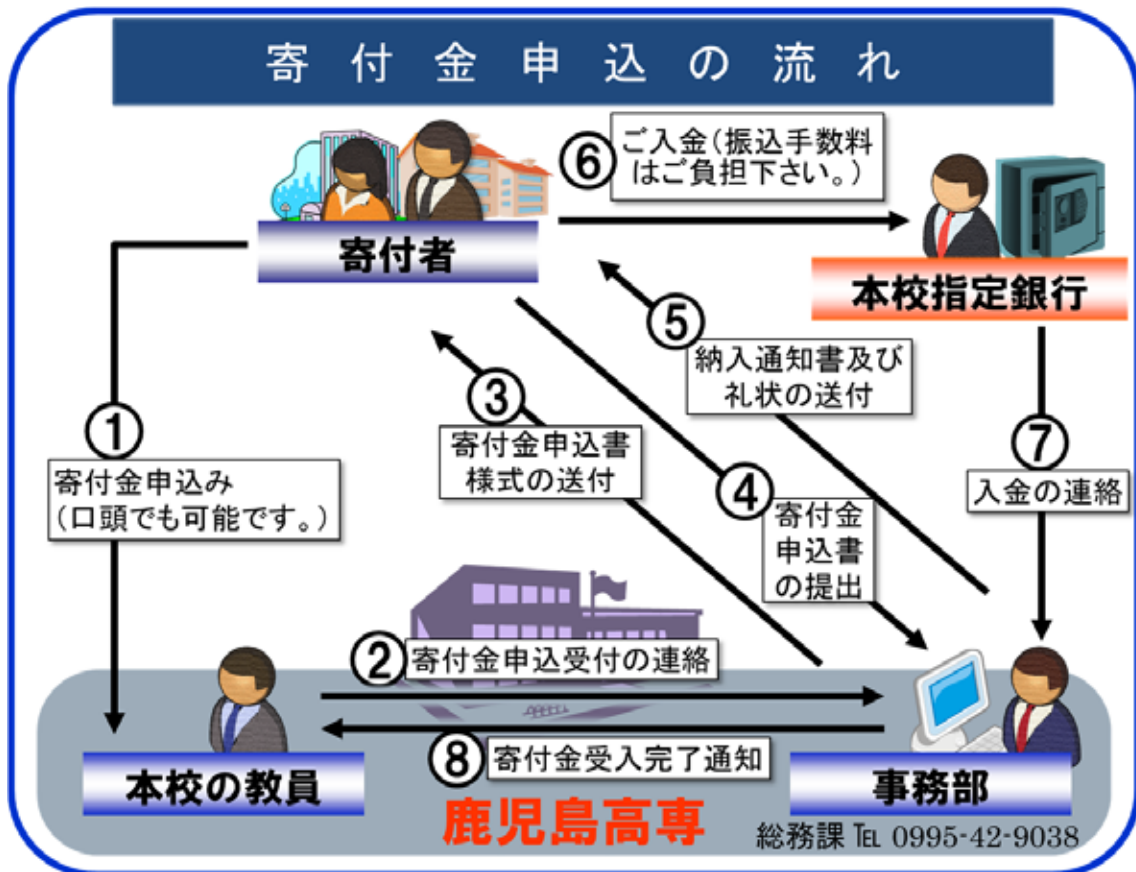 寄付金申込の流れ
⑥
ご入金(振込手数料
はご負担下さい。)
寄付者
本校指定銀行
⑤
納入通知書及び
礼状の送付
③
寄付金申込書
様式の送付
①
寄付金申込み
(口頭でも可能です。)
④
寄付金
申込書
の提出
⑦
入金の連絡
②
寄付金申込受付の連絡
⑧
寄付金受入完了通知
本校の教員
事務部
鹿児島高専
総務課 ℡ 0995-42-9038